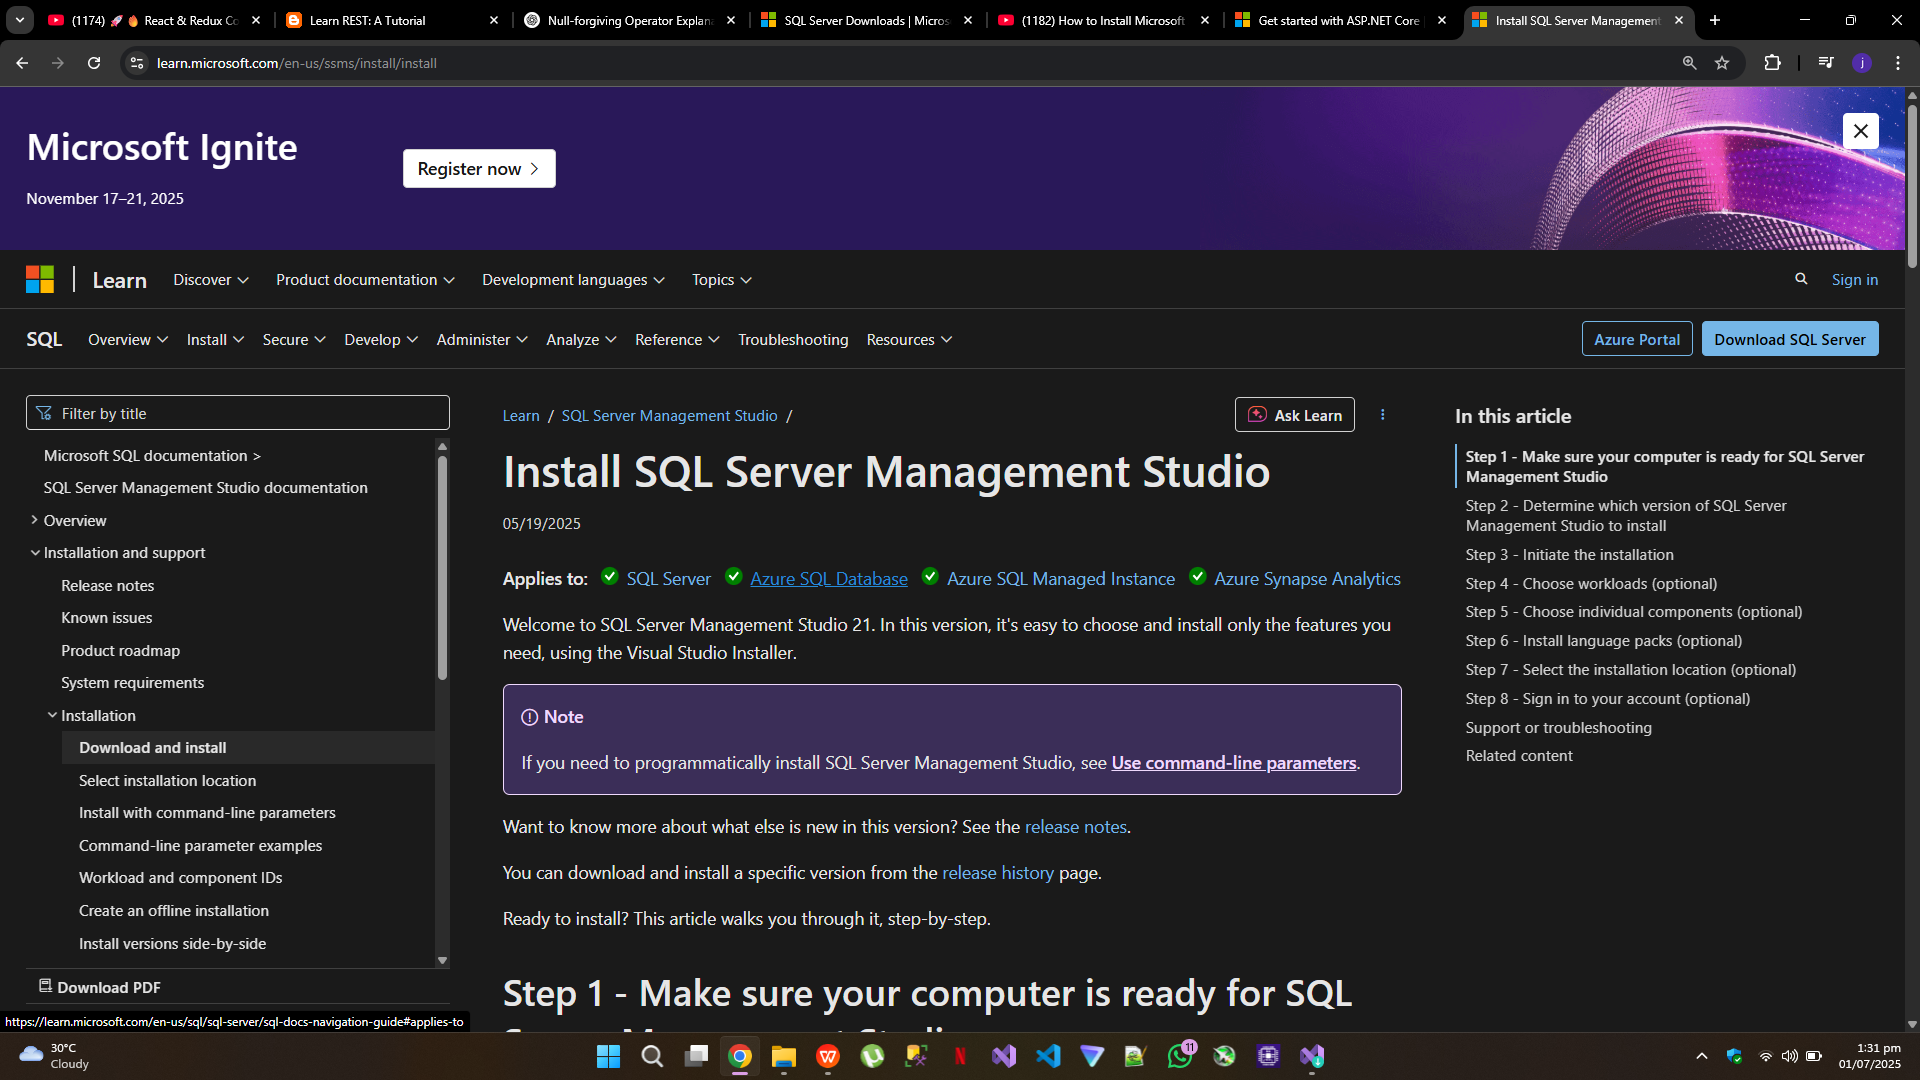 (1174) 🚀 🔥 React & Redux Co
Learn REST: A Tutorial
Null-forgiving Operator Explan
SQL Server Downloads | Micros
(1182) How to Install Microsoft
Get started with ASP.NET Core
Install SQL Server Management
learn.microsoft.com/en-us/ssms/install/install
j
Microsoft Ignite
November 17–21, 2025
Register now
Learn
Discover
Product documentation
Development languages
Topics
Sign in
SQL
Overview
Install
Secure
Develop
Administer
Analyze
Reference
Troubleshooting
Resources
Azure Portal
Download SQL Server
Filter by title
Microsoft SQL documentation >
SQL Server Management Studio documentation
Overview
Installation and support
Release notes
Known issues
Product roadmap
System requirements
Installation
Download and install
Select installation location
Install with command-line parameters
Command-line parameter examples
Workload and component IDs
Create an offline installation
Install versions side-by-side
Download PDF
Learn / SQL Server Management Studio /
Ask Learn
Install SQL Server Management Studio
05/19/2025
Applies to: SQL Server Azure SQL Database Azure SQL Managed Instance Azure Synapse Analytics
Welcome to SQL Server Management Studio 21. In this version, it's easy to choose and install only the features you
need, using the Visual Studio Installer.
Note
If you need to programmatically install SQL Server Management Studio, see Use command-line parameters.
Want to know more about what else is new in this version? See the release notes.
You can download and install a specific version from the release history page.
Ready to install? This article walks you through it, step-by-step.
Step 1 - Make sure your computer is ready for SQL
In this article
Step 1 - Make sure your computer is ready for SQL Server
Management Studio
Step 2 - Determine which version of SQL Server
Management Studio to install
Step 3 - Initiate the installation
Step 4 - Choose workloads (optional)
Step 5 - Choose individual components (optional)
Step 6 - Install language packs (optional)
Step 7 - Select the installation location (optional)
Step 8 - Sign in to your account (optional)
Support or troubleshooting
Related content
https://learn.microsoft.com/en-us/sql/sql-server/sql-docs-navigation-guide#applies-to
30°C
Cloudy
11
1:31 pm
01/07/2025